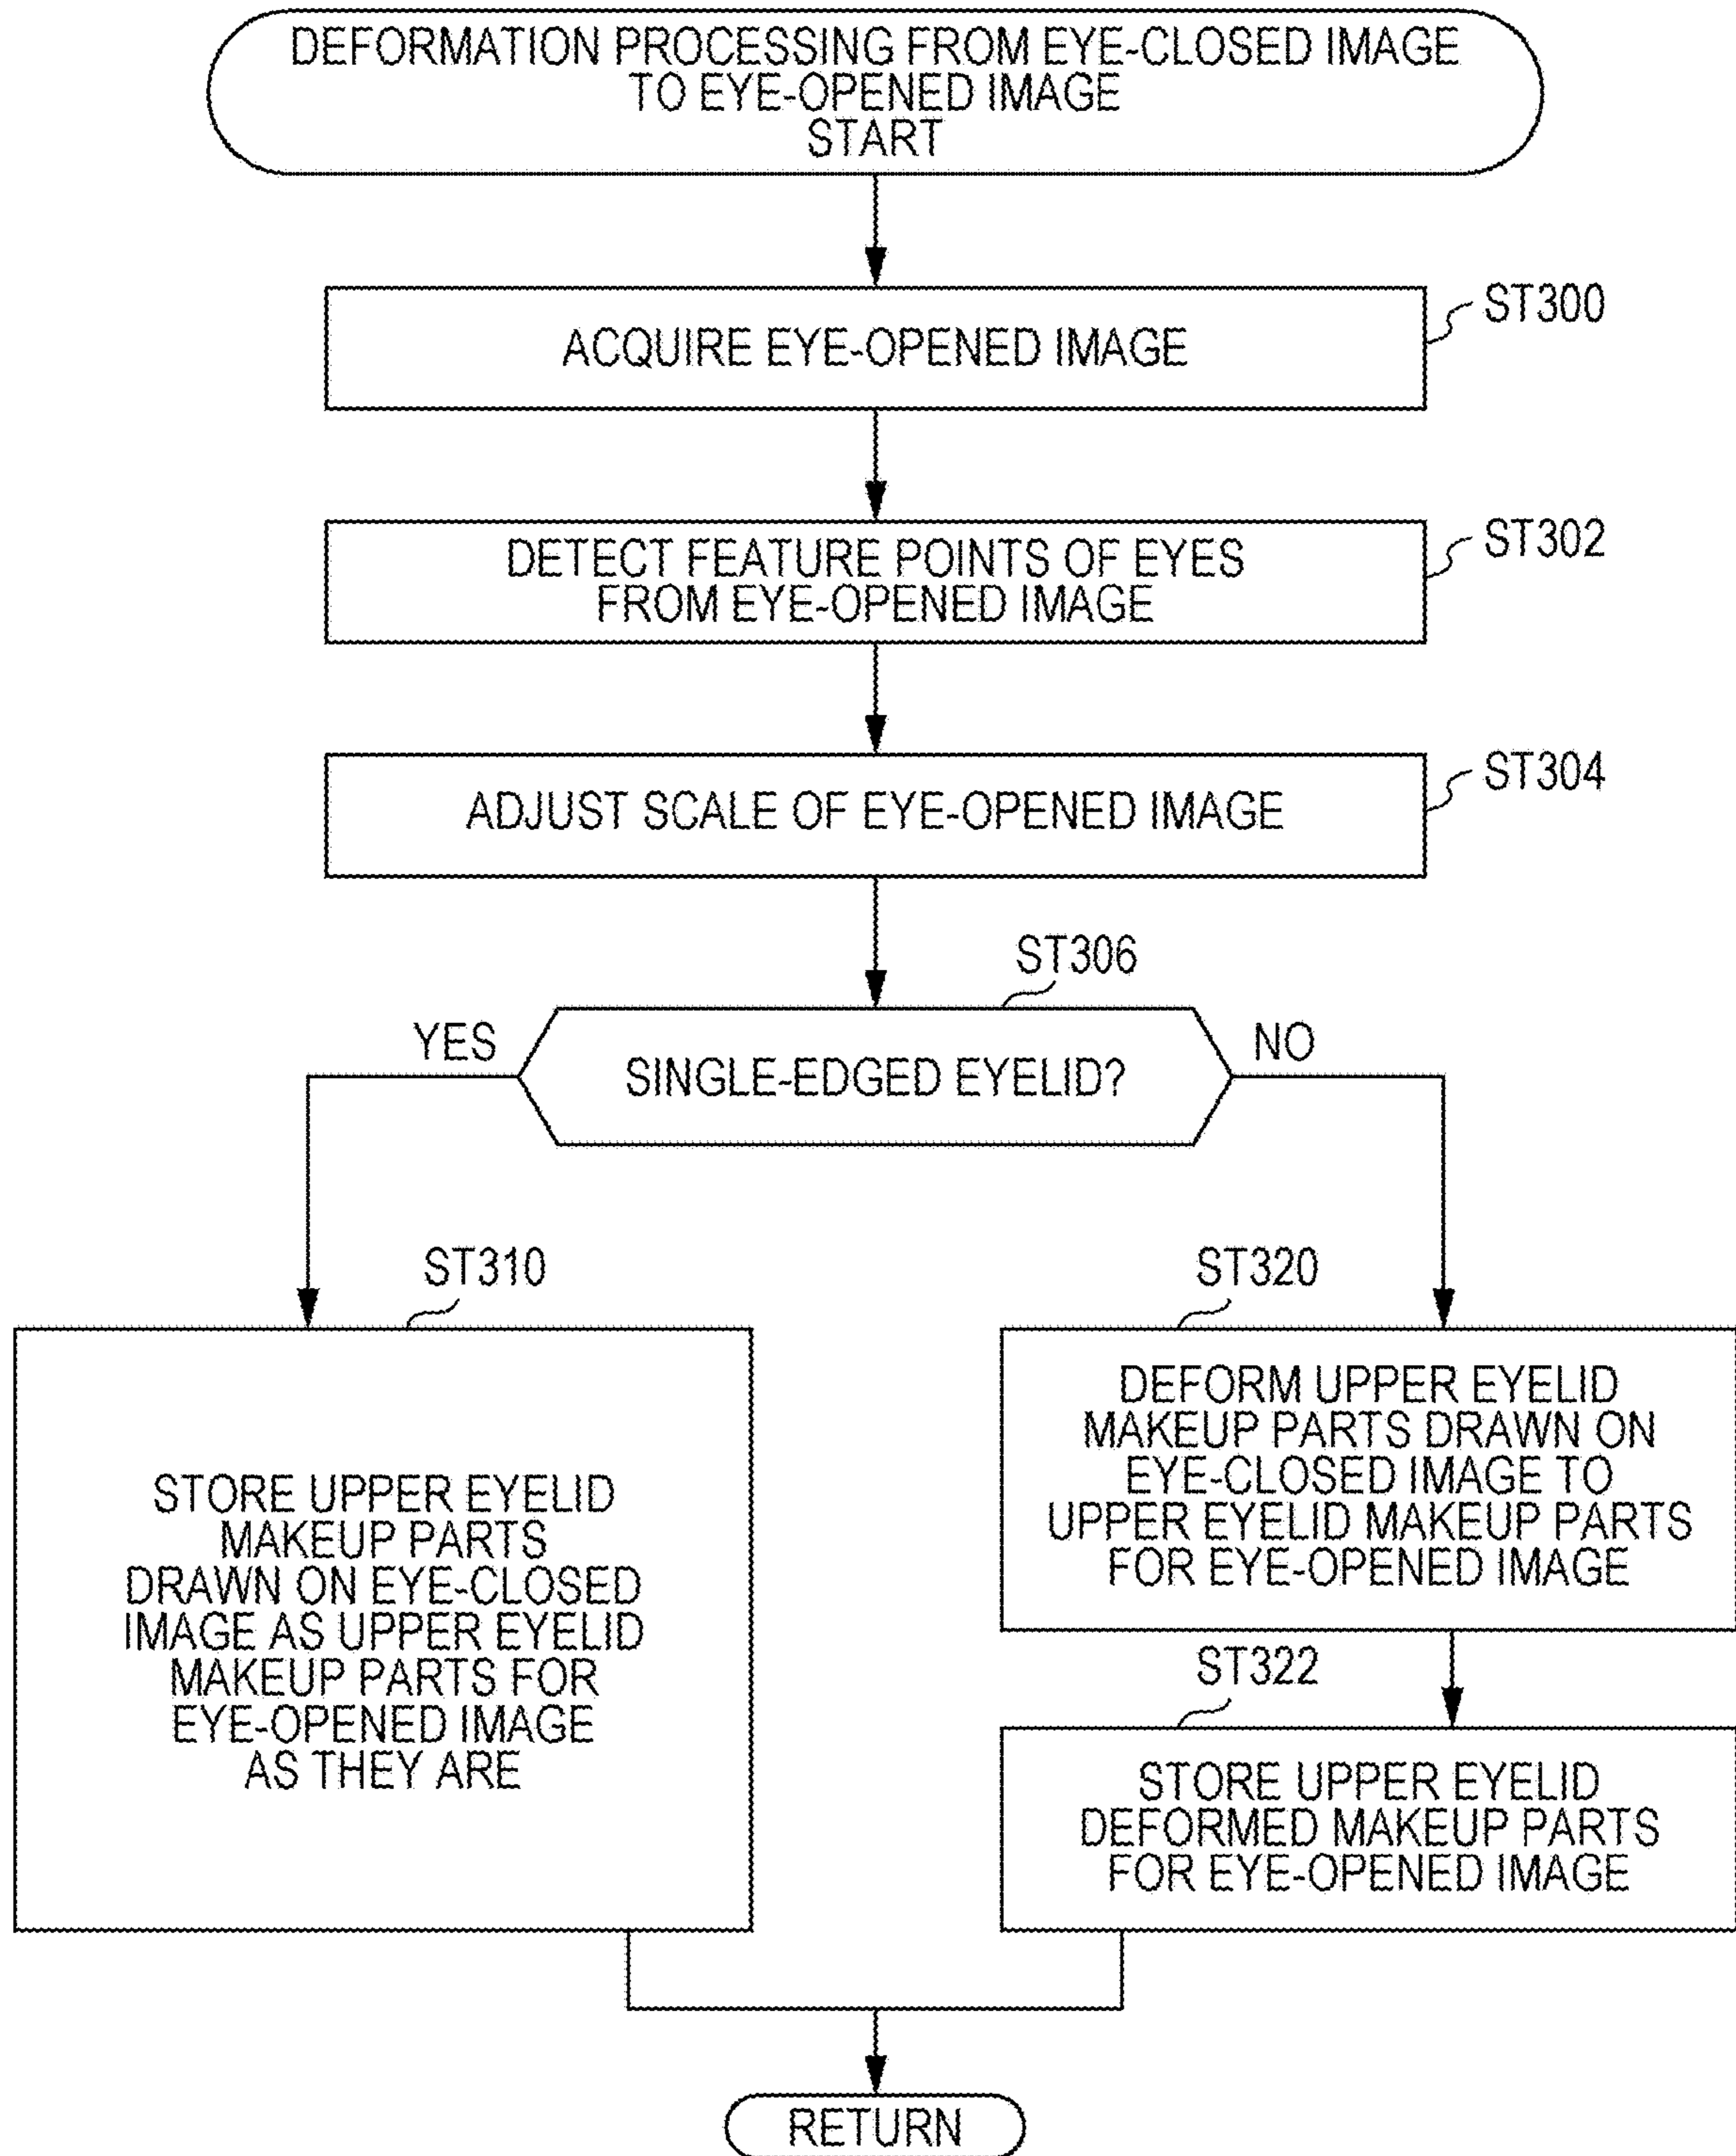 DEFORMATION PROCESSING FROM EYE-CLOSED IMAGE
TO EYE-OPENED IMAGE
START
ACQUIRE EYE-OPENED IMAGE
ST300
DETECT FEATURE POINTS OF EYES
FROM EYE-OPENED IMAGE
ST302
ADJUST SCALE OF EYE-OPENED IMAGE
ST304
ST306
YES
SINGLE-EDGED EYELID?
NO
ST310
STORE UPPER EYELID
MAKEUP PARTS
DRAWN ON EYE-CLOSED
IMAGE AS UPPER EYELID
MAKEUP PARTS FOR
EYE-OPENED IMAGE
AS THEY ARE
ST320
DEFORM UPPER EYELID
MAKEUP PARTS DRAWN ON
EYE-CLOSED IMAGE TO
UPPER EYELID MAKEUP PARTS
FOR EYE-OPENED IMAGE
ST322
STORE UPPER EYELID
DEFORMED MAKEUP PARTS
FOR EYE-OPENED IMAGE
RETURN